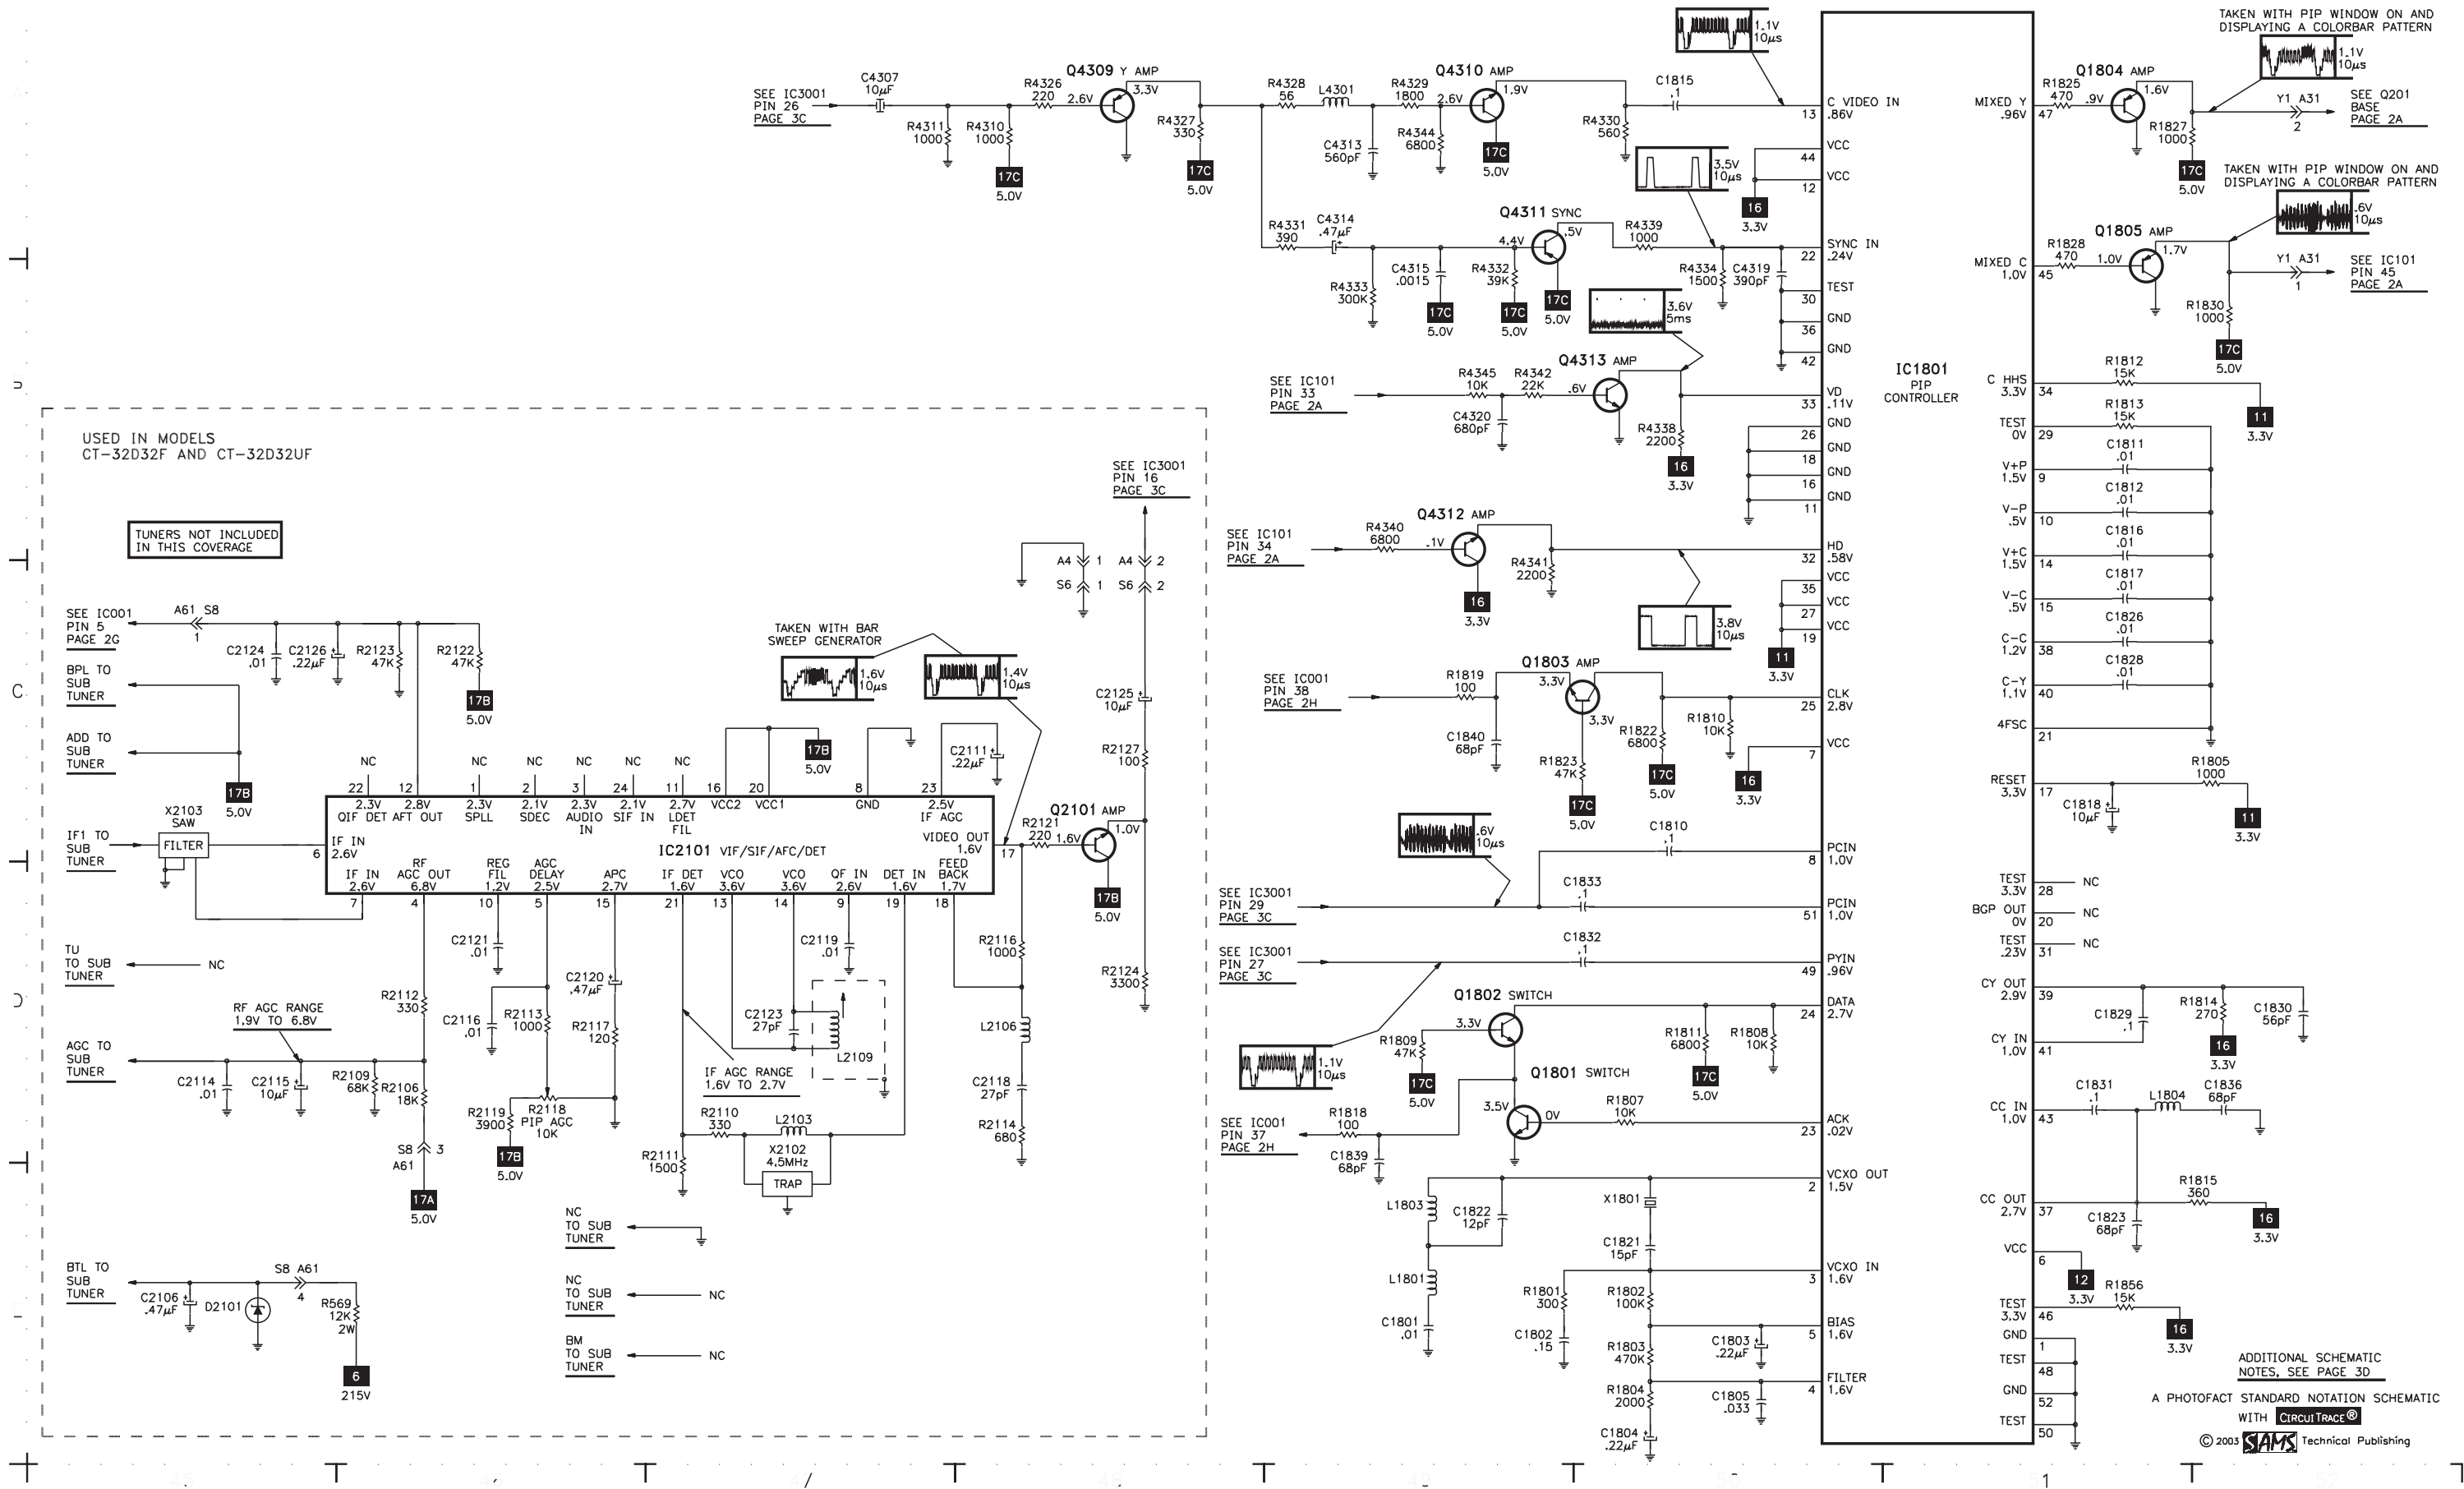 TAKEN WITH PIP WINDOW ON AND
DISPLAYING A COLORBAR PATTERN
1.1V
10µs
1.1V
10µs
SEE IC3001
PIN 26
PAGE 3C
C4307
10µF
R4311
1000
R4310
1000
17C
5.0V
R4326
220
2.6V
Q4309 Y AMP
3.3V
R4327
330
17C
5.0V
R4328
56
L4301
C4313
560pF
R4329
1800
R4344
6800
2.6V
Q4310 AMP
1.9V
17C
5.0V
R4330
560
C1815
.1
C VIDEO IN
13 .86V
VCC
44
VCC
12
16
3.3V
3.5V
10µs
MIXED Y
.96V
47
R1825
470
.9V
Q1804 AMP
1.6V
R1827
1000
17C
5.0V
Y1 A31
2
SEE Q201
BASE
PAGE 2A
TAKEN WITH PIP WINDOW ON AND
DISPLAYING A COLORBAR PATTERN
.6V
10µs
R4331
390
C4314
.47µF
R4333
300K
C4315
.0015
17C
5.0V
R4332
39K
17C
5.0V
4.4V
Q4311 SYNC
.5V
17C
5.0V
R4339
1000
R4334
1500
C4319
390pF
SYNC IN
22 .24V
TEST
30
GND
36
GND
42
3.6V
5ms
MIXED C
1.0V
45
R1828
470
1.0V
Q1805 AMP
1.7V
R1830
1000
17C
5.0V
Y1 A31
1
SEE IC101
PIN 45
PAGE 2A
IC1801
PIP
CONTROLLER
SEE IC101
PIN 33
PAGE 2A
R4345
10K
R4342
22K
C4320
680pF
.6V
Q4313 AMP
R4338
2200
16
3.3V
VD
33 .11V
GND
26
GND
18
GND
16
GND
11
C HHS
3.3V
34
R1812
15K
11
3.3V
TEST
0V
29
R1813
15K
V+P
1.5V
9
C1811
.01
V-P
.5V
10
C1812
.01
V+C
1.5V
14
C1816
.01
V-C
.5V
15
C1817
.01
C-C
1.2V
38
C1826
.01
C-Y
1.1V
40
C1828
.01
4FSC
21
SEE IC101
PIN 34
PAGE 2A
R4340
6800
.1V
Q4312 AMP
16
3.3V
R4341
2200
HD
32 .58V
VCC
35
VCC
27
VCC
19
11
3.3V
3.8V
10µs
SEE IC001
PIN 38
PAGE 2H
R1819
100
C1840
68pF
3.3V
Q1803 AMP
3.3V
R1823
47K
17C
5.0V
R1822
6800
17C
5.0V
R1810
10K
CLK
25 2.8V
VCC
7
16
3.3V
RESET
3.3V
17
C1818
10µF
R1805
1000
11
3.3V
.6V
10µs
C1810
.1
PCIN
8 1.0V
SEE IC3001
PIN 29
PAGE 3C
C1833
.1
PCIN
51 1.0V
SEE IC3001
PIN 27
PAGE 3C
C1832
.1
PYIN
49 .96V
TEST
3.3V
28
NC
BGP OUT
0V
20
NC
TEST
.23V
31
NC
1.1V
10µs
R1809
47K
17C
5.0V
3.3V
Q1802 SWITCH
R1811
6800
17C
5.0V
R1808
10K
DATA
24 2.7V
CY OUT
2.9V
39
C1829
.1
R1814
270
16
3.3V
C1830
56pF
CY IN
1.0V
41
SEE IC001
PIN 37
PAGE 2H
R1818
100
C1839
68pF
Q1801 SWITCH
3.5V
0V
R1807
10K
ACK
23 .02V
CC IN
1.0V
43
C1831
.1
L1804
C1836
68pF
CC OUT
2.7V
37
C1823
68pF
R1815
360
16
3.3V
L1803
C1822
12pF
X1801
C1821
15pF
VCXO OUT
2 1.5V
VCC
6
12
3.3V
L1801
C1801
.01
R1801
300
C1802
.15
R1802
100K
VCXO IN
3 1.6V
R1803
470K
C1803
.22µF
BIAS
5 1.6V
R1804
2000
C1804
.22µF
C1805
.033
FILTER
4 1.6V
TEST
3.3V
46
R1856
15K
16
3.3V
GND
1
TEST
48
GND
52
TEST
50
USED IN MODELS
CT-32D32F AND CT-32D32UF
TUNERS NOT INCLUDED
IN THIS COVERAGE
SEE IC3001
PIN 16
PAGE 3C
A4 1
A4 2
S6 1
S6 2
SEE IC001
PIN 5
PAGE 2G
A61 S8
1
C2124
.01
C2126
.22µF
R2123
47K
R2122
47K
17B
5.0V
BPL TO
SUB
TUNER
ADD TO
SUB
TUNER
17B
5.0V
TAKEN WITH BAR
SWEEP GENERATOR
1.6V
10µs
1.4V
10µs
C2125
10µF
R2127
100
NC
22
2.3V
QIF DET
12
2.8V
AFT OUT
NC
1
2.3V
SPLL
NC
2
2.1V
SDEC
NC
3
2.3V
AUDIO
IN
NC
24
2.1V
SIF IN
NC
11
2.7V
LDET
FIL
16
VCC2
20
VCC1
17B
5.0V
8
GND
23
2.5V
IF AGC
C2111
.22µF
IF1 TO
SUB
TUNER
X2103
SAW
FILTER
6
IF IN
2.6V
IC2101 VIF/SIF/AFC/DET
VIDEO OUT
1.6V
17
R2121
220
1.6V
Q2101 AMP
1.0V
17B
5.0V
IF IN
2.6V
7
RF
AGC OUT
6.8V
4
REG
FIL
1.2V
10
AGC
DELAY
2.5V
5
APC
2.7V
15
IF DET
1.6V
21
VCO
3.6V
13
VCO
3.6V
14
QF IN
2.6V
9
DET IN
1.6V
19
FEED
BACK
1.7V
18
TU
TO SUB
TUNER
NC
C2121
.01
C2120
.47µF
C2119
.01
R2116
1000
R2124
3300
RF AGC RANGE
1.9V TO 6.8V
R2112
330
C2116
.01
R2113
1000
R2117
120
C2123
27pF
L2109
L2106
AGC TO
SUB
TUNER
C2114
.01
C2115
10µF
R2109
68K
R2106
18K
S8 3
A61
17A
5.0V
R2119
3900
17B
5.0V
R2118
PIP AGC
10K
IF AGC RANGE
1.6V TO 2.7V
R2110
330
L2103
X2102
4.5MHz
TRAP
R2111
1500
C2118
27pF
R2114
680
NC
TO SUB
TUNER
NC
TO SUB
TUNER
NC
BM
TO SUB
TUNER
NC
BTL TO
SUB
TUNER
C2106
.47µF
D2101
S8 A61
4
R569
12K
2W
6
215V
ADDITIONAL SCHEMATIC
NOTES, SEE PAGE 3D
A PHOTOFACT STANDARD NOTATION SCHEMATIC
WITH CIRCUITRACE®
© 2003 SAMS Technical Publishing